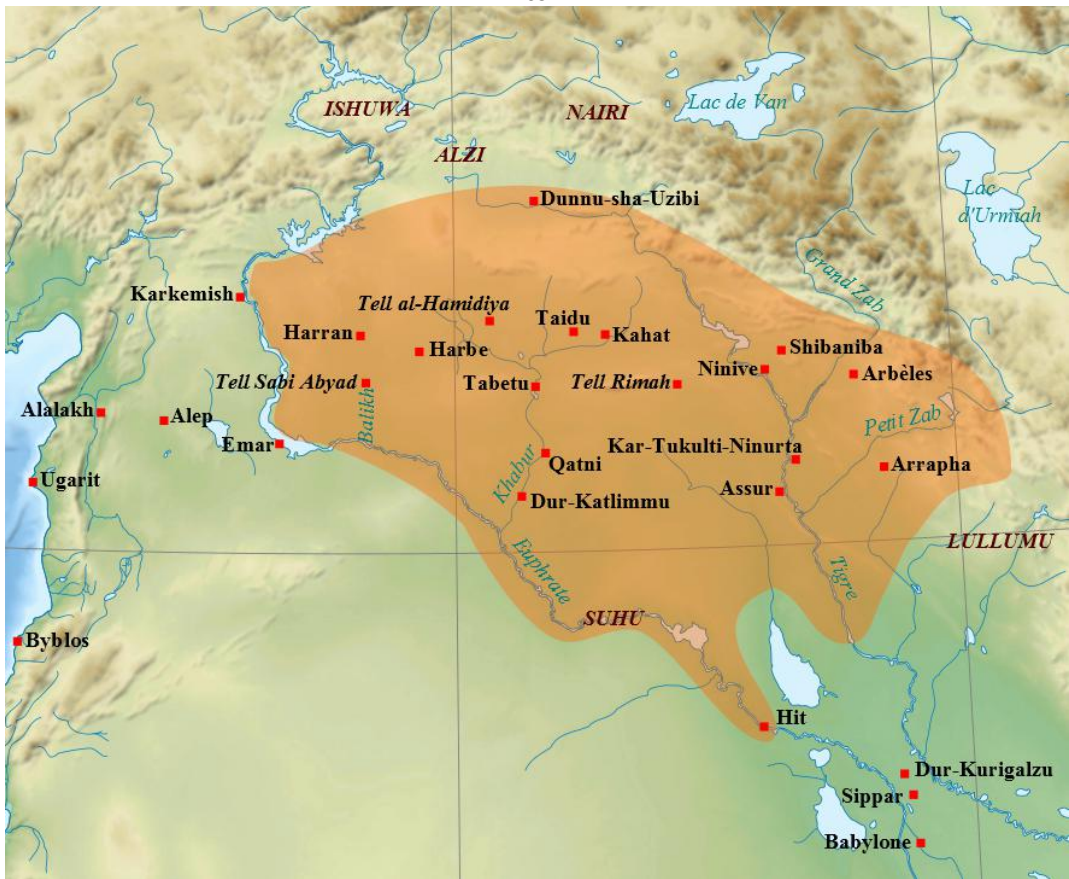 ISHUWA
NAIRI
Lac de Van
ALZI
Dunnu-sha-Uzibi
Lac
d'Urmiah
Grand Zab
Karkemish
Tell al-Hamidiya
Taidu
Harran
Kahat
Harbe
Shibaniba
Ninive
Arbèles
Tell Sabi Abyad
Tabetu
Tell Rimah
Alalakh
Alep
Balikh
Petit Zab
Emar
Kar-Tukulti-Ninurta
Qatni
Arrapha
Ugarit
Khabur
Assur
Dur-Katlimmu
LULLUMU
Euphrate
Tigre
SUHU
Byblos
Hit
Dur-Kurigalzu
Sippar
Babylone